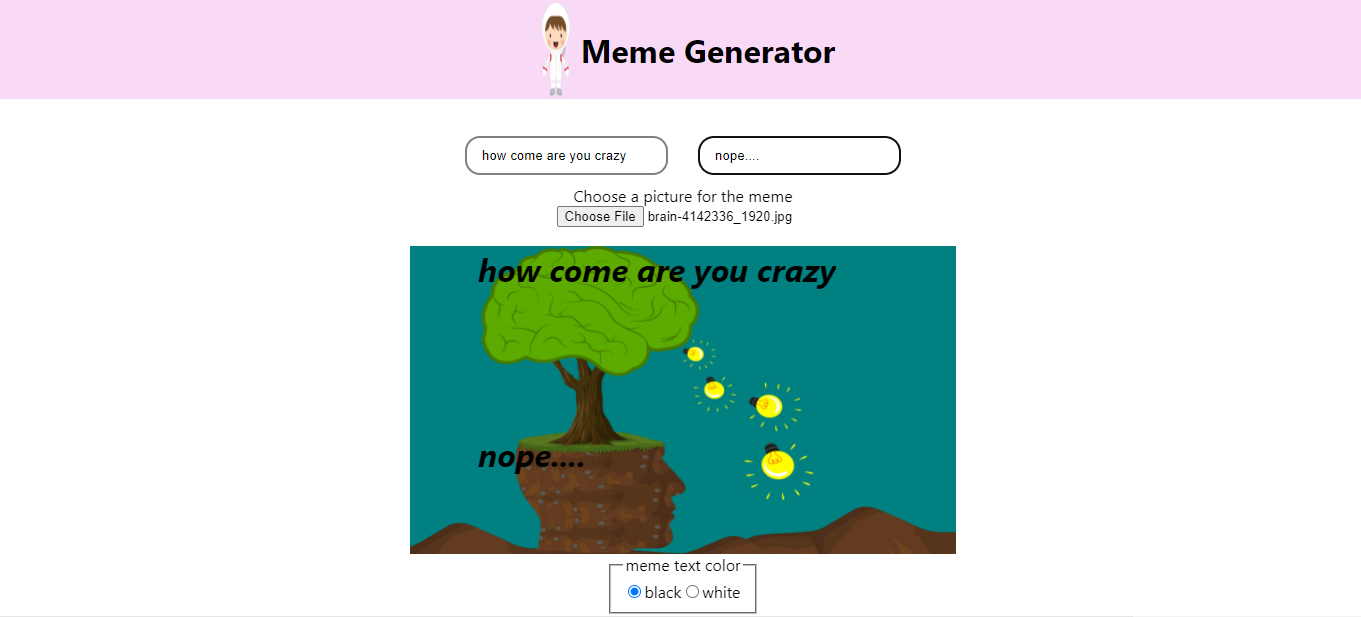 Meme Generator
how come are you crazy
nope....
Choose a picture for the meme
Choose File brain-4142336_1920.jpg
how come are you crazy
nope....
meme text color
black white